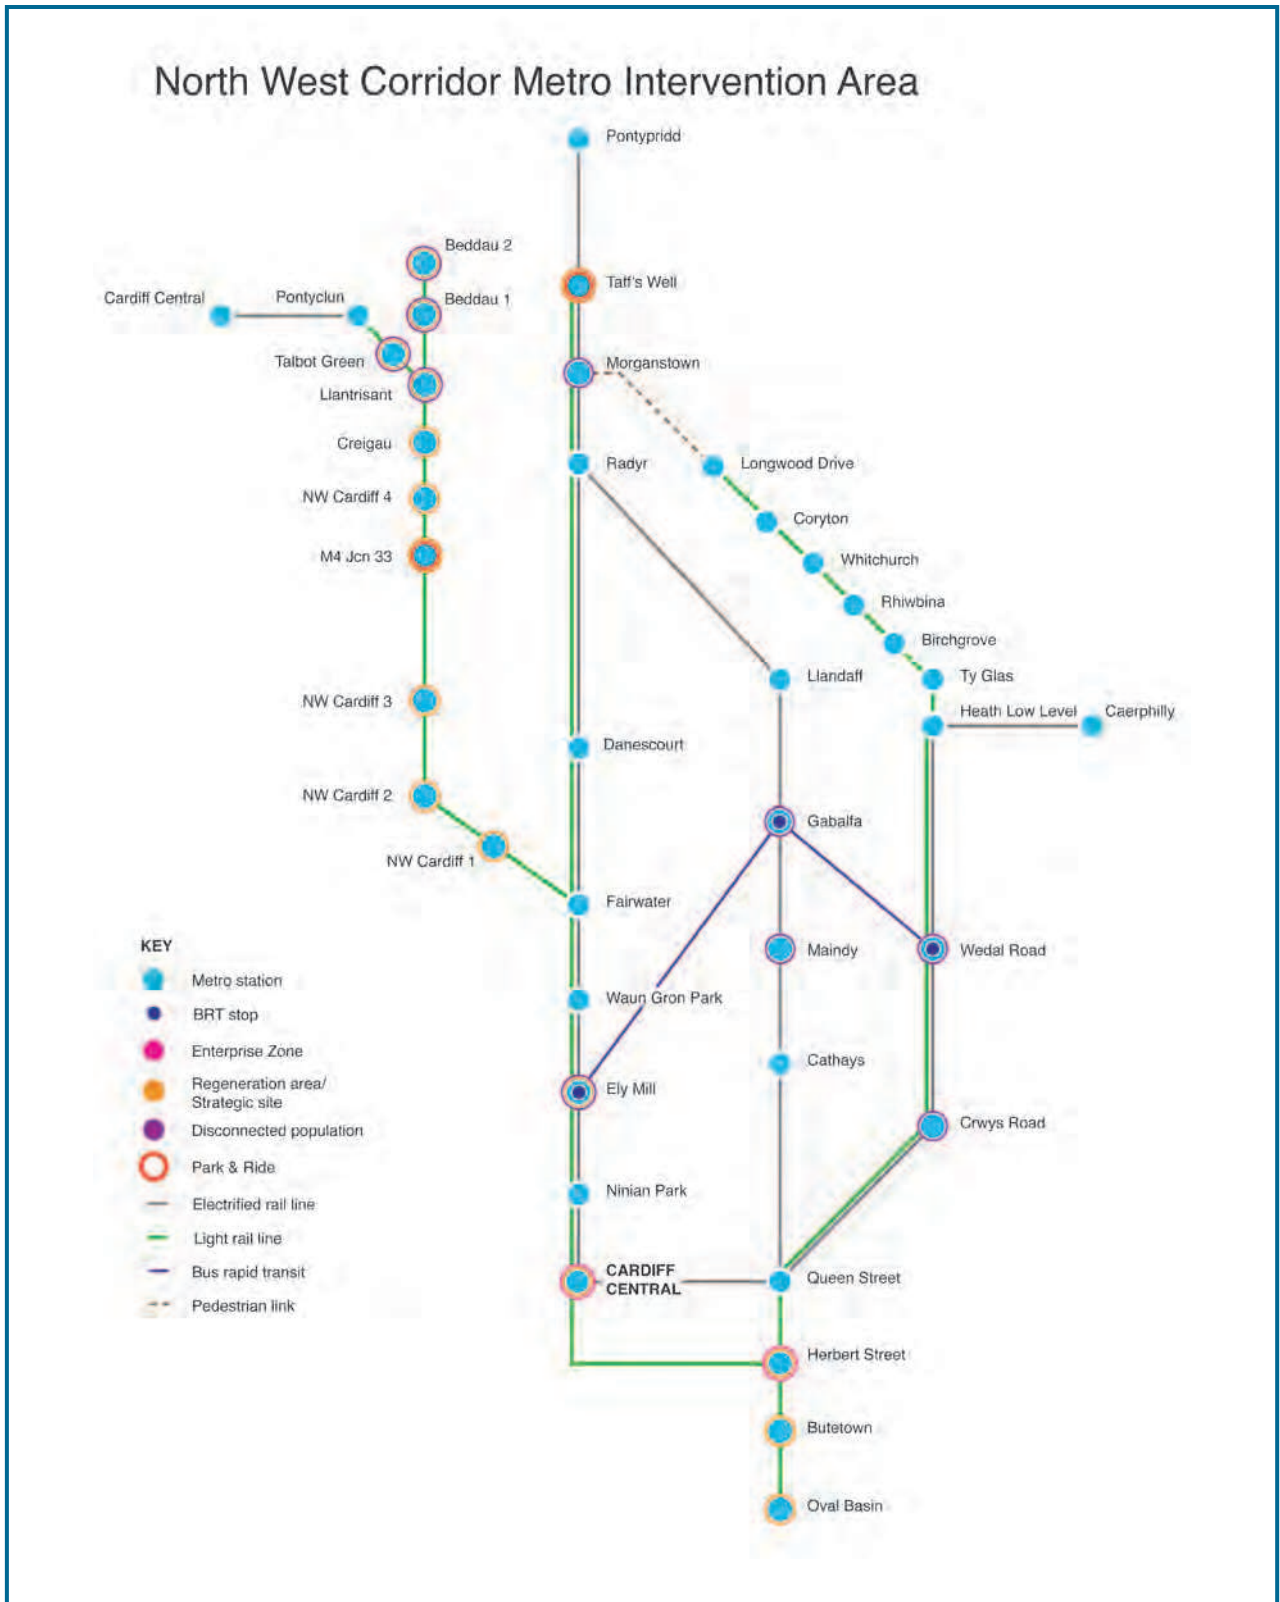 North West Corridor Metro Intervention Area
Pontypridd
Beddau 2
Taff's Well
Cardiff Central
Pontyclun
Beddau 1
Talbot Green
Morganstown
Llantrisant
Creigau
Radyr
Longwood Drive
NW Cardiff 4
Coryton
M4 Jcn 33
Whitchurch
Rhiwbina
Birchgrove
Llandaff
Ty Glas
NW Cardiff 3
Heath Low Level
Caerphilly
Danescourt
NW Cardiff 2
Gabalfa
NW Cardiff 1
Fairwater
Maindy
Wedal Road
Waun Gron Park
Cathays
Ely Mill
Crwys Road
Ninian Park
CARDIFF
CENTRAL
Queen Street
Herbert Street
Butetown
Oval Basin
KEY
Metro station
BRT stop
Enterprise Zone
Regeneration area/
Strategic site
Disconnected population
Park & Ride
Electrified rail line
Light rail line
Bus rapid transit
Pedestrian link